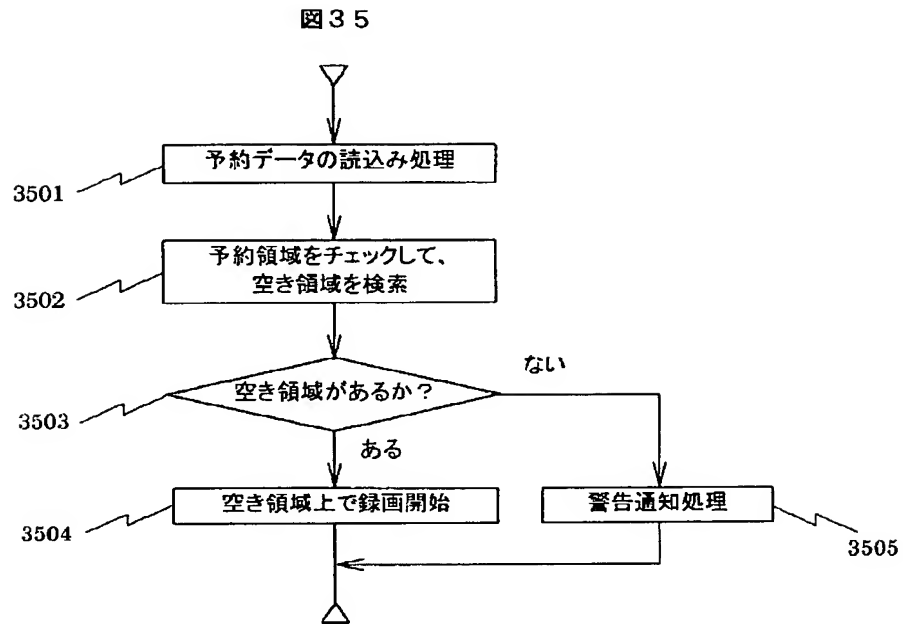 図３５
予約データの読込み処理
3501
予約領域をチェックして、
空き領域を検索
3502
空き領域があるか？
ない
3503
ある
空き領域上で録画開始
警告通知処理
3504
3505